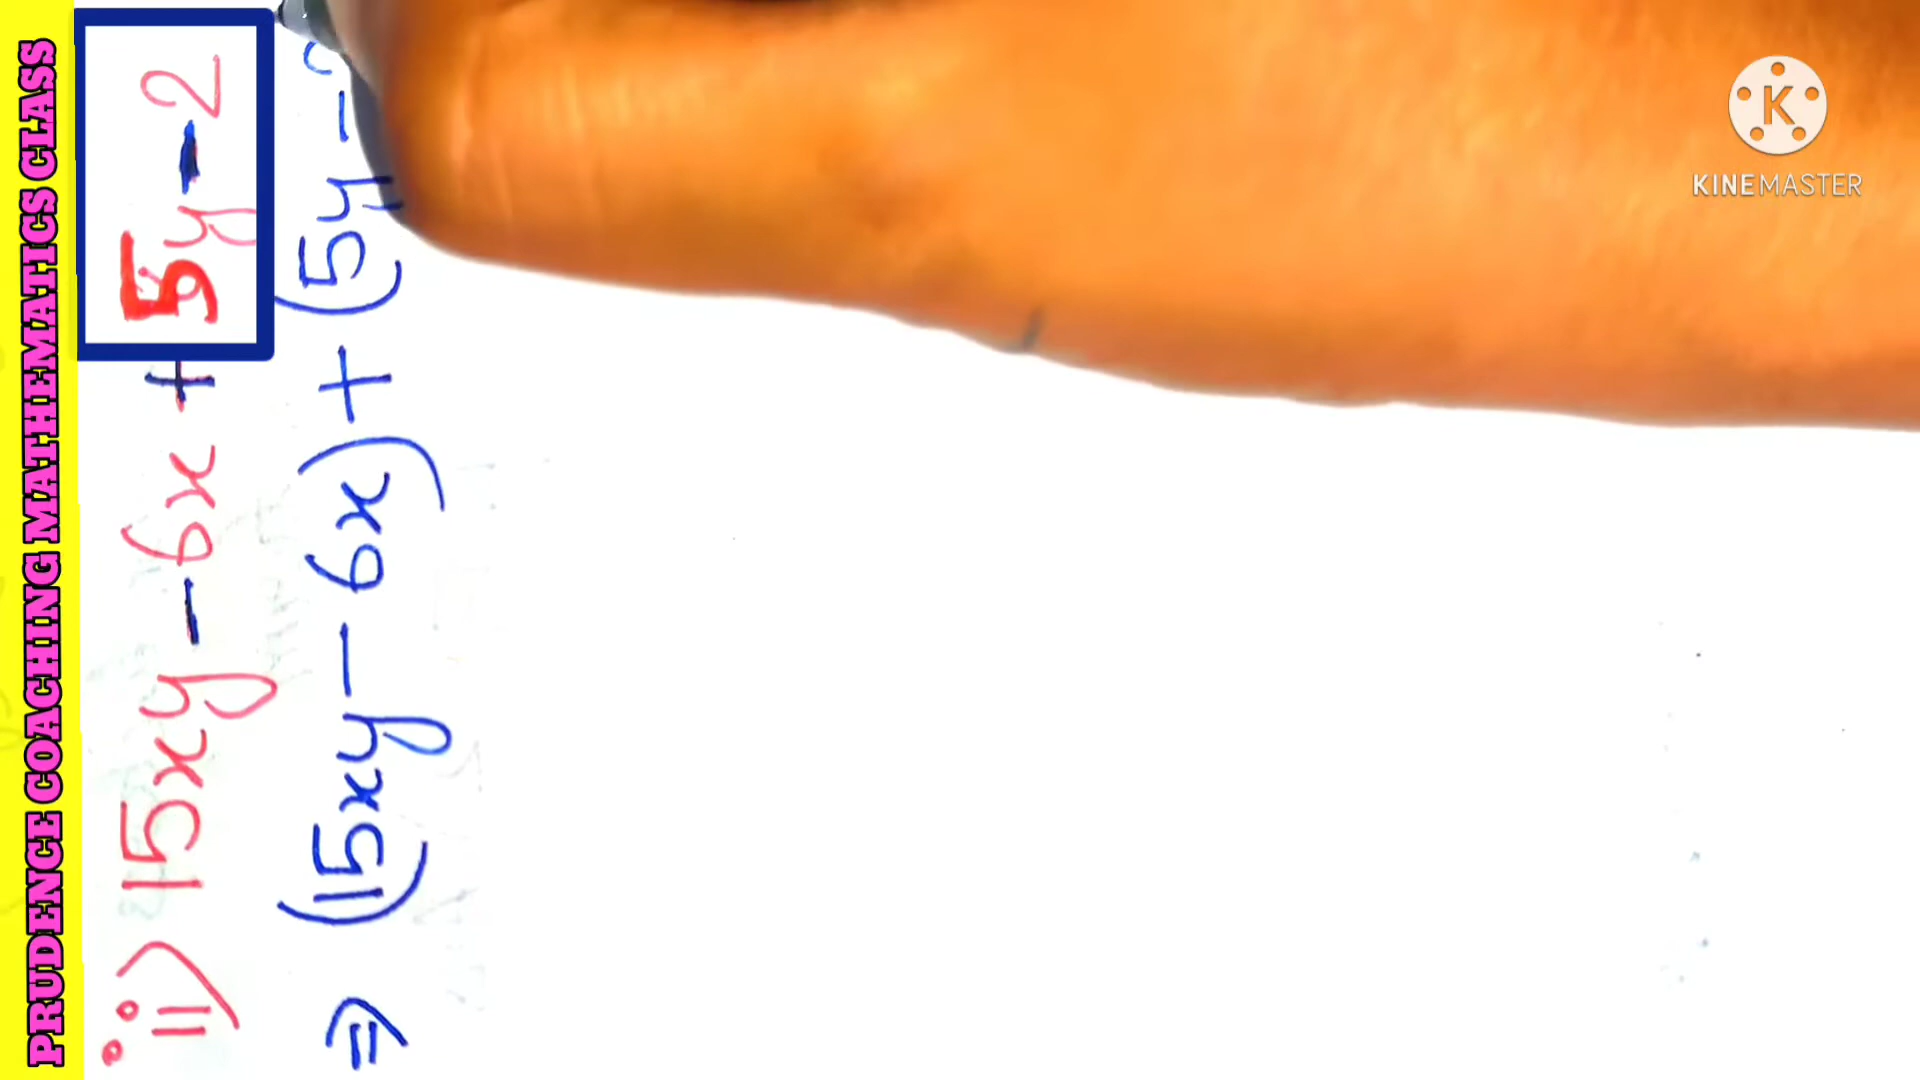 PRUDENCE COACHING MATHEMATICS CLASS
ii) 15xy - 6x + 5y - 2
⇒ (15xy - 6x) + (5y -
KINEMASTER